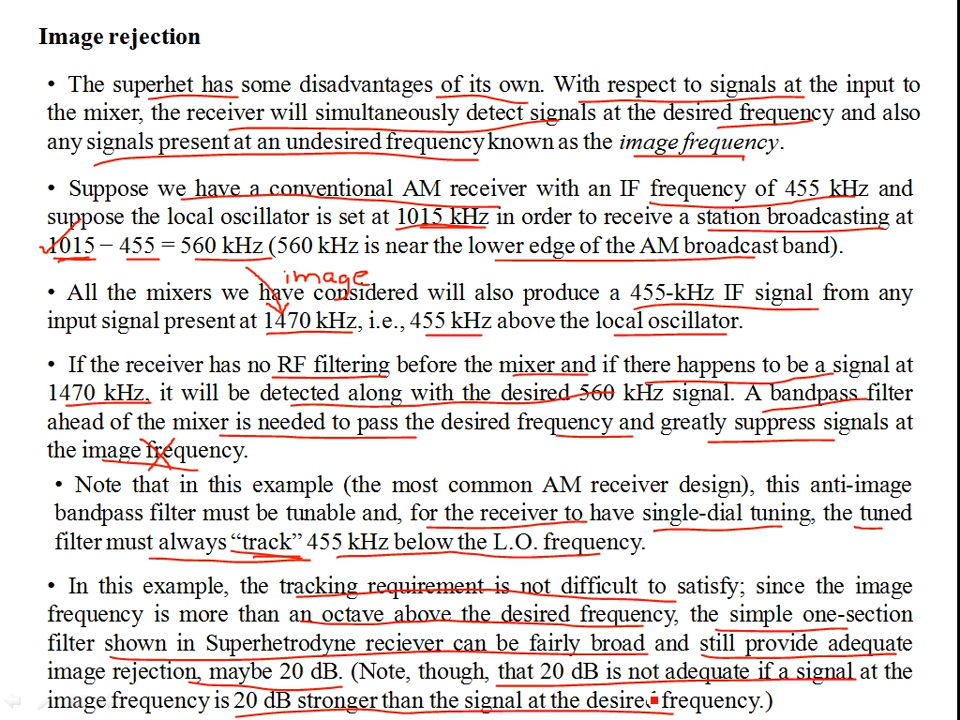 Image rejection
• The superhet has some disadvantages of its own. With respect to signals at the input to
the mixer, the receiver will simultaneously detect signals at the desired frequency and also
any signals present at an undesired frequency known as the image frequency.
• Suppose we have a conventional AM receiver with an IF frequency of 455 kHz and
suppose the local oscillator is set at 1015 kHz in order to receive a station broadcasting at
1015 − 455 = 560 kHz (560 kHz is near the lower edge of the AM broadcast band).
image
• All the mixers we have considered will also produce a 455-kHz IF signal from any
input signal present at 1470 kHz, i.e., 455 kHz above the local oscillator.
• If the receiver has no RF filtering before the mixer and if there happens to be a signal at
1470 kHz, it will be detected along with the desired 560 kHz signal. A bandpass filter
ahead of the mixer is needed to pass the desired frequency and greatly suppress signals at
the image frequency.
• Note that in this example (the most common AM receiver design), this anti-image
bandpass filter must be tunable and, for the receiver to have single-dial tuning, the tuned
filter must always “track” 455 kHz below the L.O. frequency.
• In this example, the tracking requirement is not difficult to satisfy; since the image
frequency is more than an octave above the desired frequency, the simple one-section
filter shown in Superhetrodyne reciever can be fairly broad and still provide adequate
image rejection, maybe 20 dB. (Note, though, that 20 dB is not adequate if a signal at the
image frequency is 20 dB stronger than the signal at the desired frequency.)